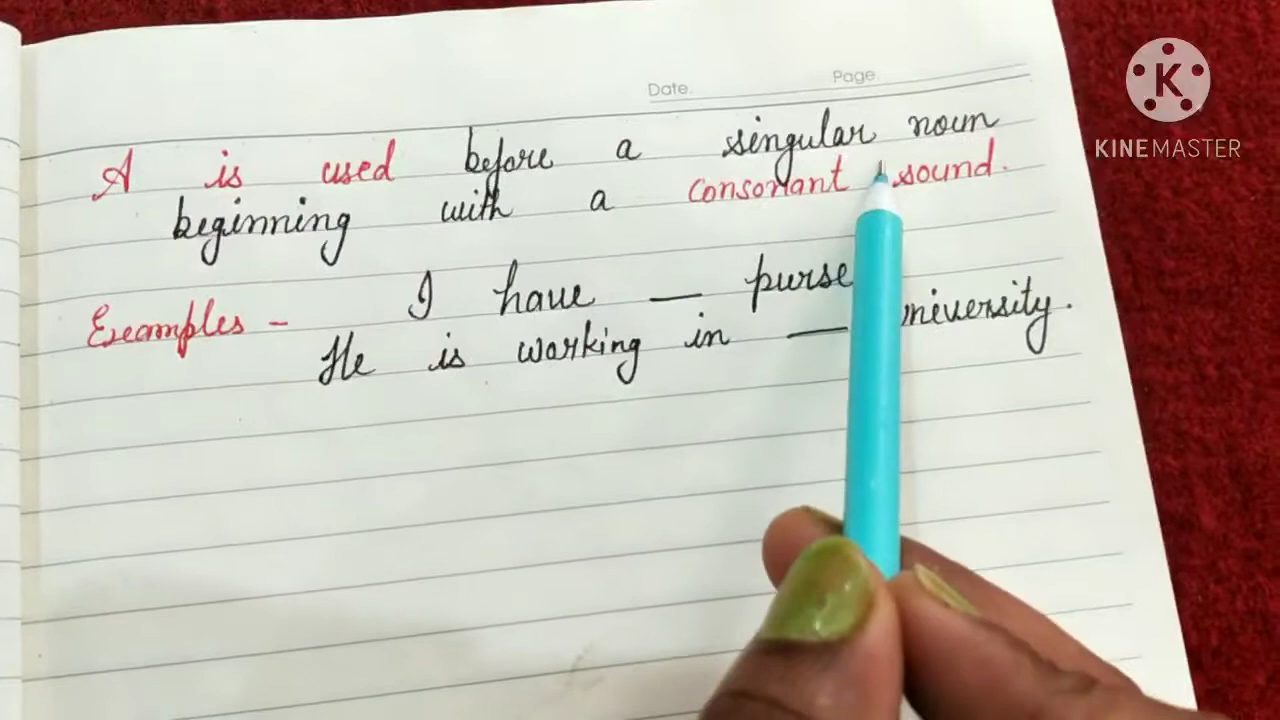 Date.
Page.
K
KINEMASTER
A is used before a singular noun
beginning with a consonant sound.
Examples - I have — purse
He is working in — niversity.